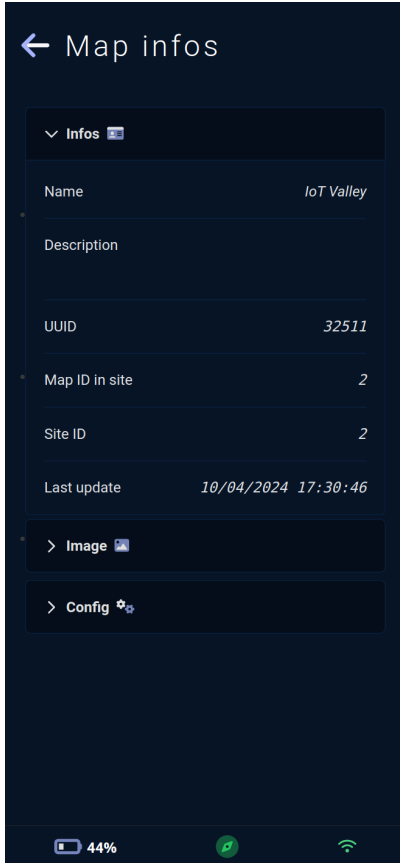 Map infos
Infos
Name IoT Valley
Description
UUID 32511
Map ID in site 2
Site ID 2
Last update 10/04/2024 17:30:46
Image
Config
44%